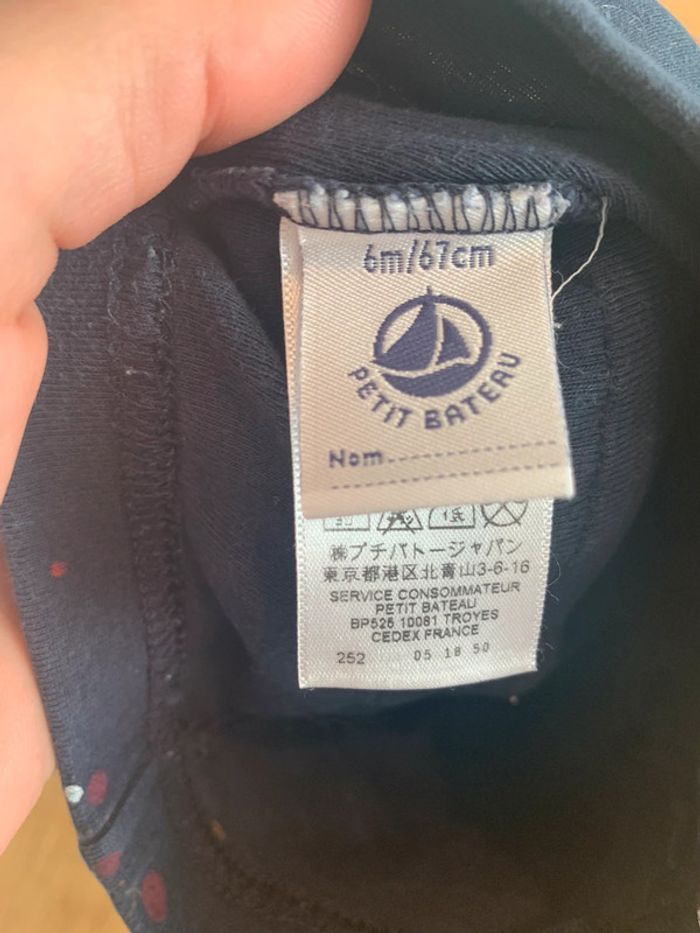 6m/67cm
PETIT BATEAU
Nom
㈱プチバトージャパン
東京都港区北青山3-6-16
SERVICE CONSOMMATEUR
PETIT BATEAU
BP525 10081 TROYES
CEDEX FRANCE
252 05 18 50